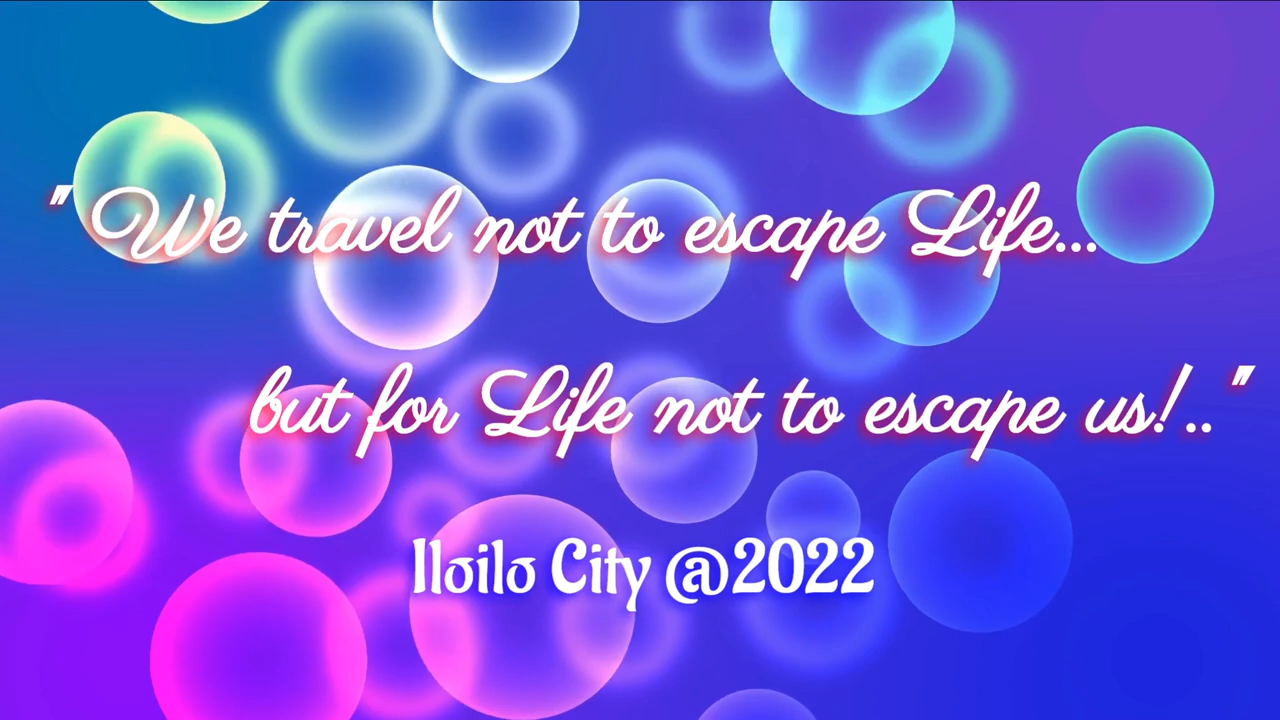 "We travel not to escape Life...
but for Life not to escape us!.."
Iloilo City @2022